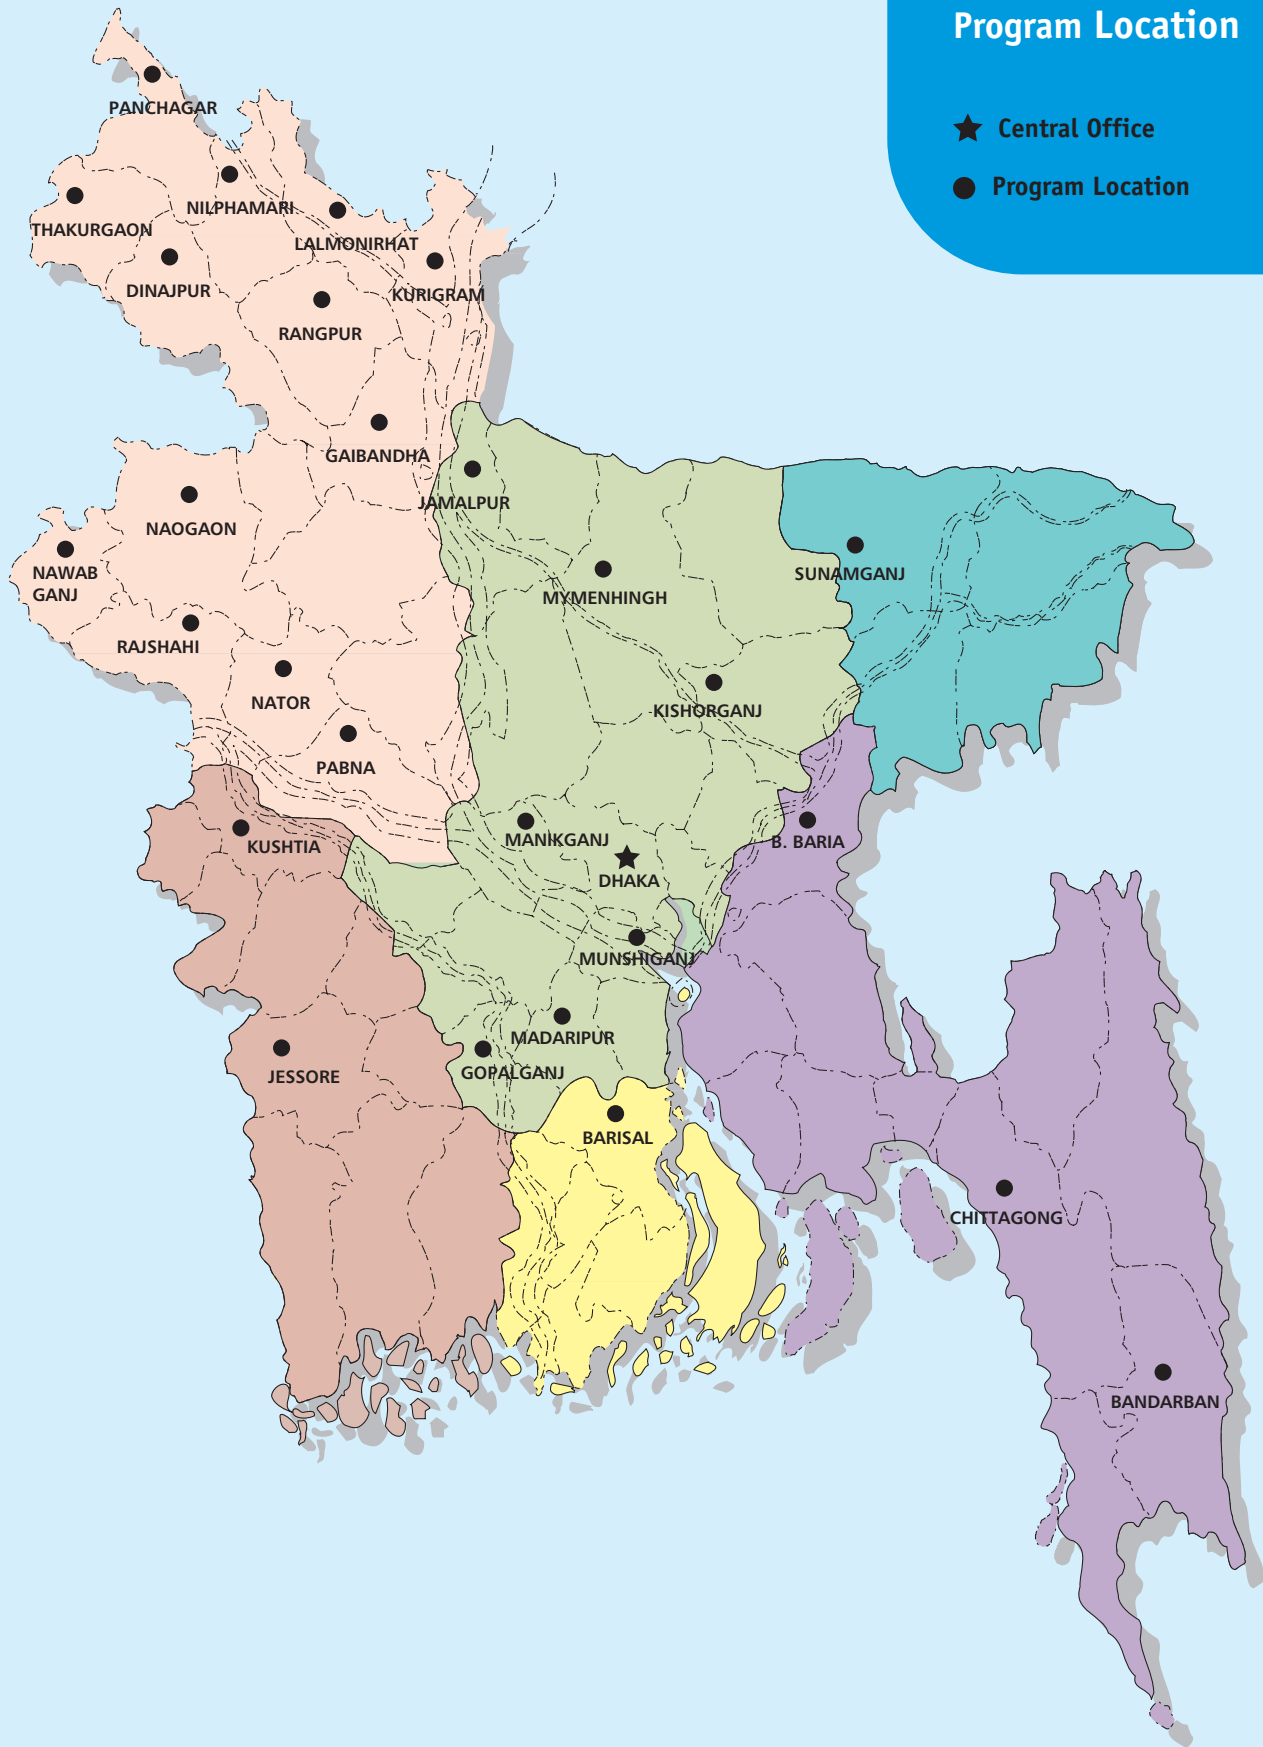 Program Location
Central Office
Program Location
PANCHAGAR
NILPHAMARI
THAKURGAON
LALMONIRHAT
DINAJPUR
KURIGRAM
RANGPUR
GAIBANDHA
JAMALPUR
NAOGAON
NAWAB
GANJ
SUNAMGANJ
MYMENHINGH
RAJSHAHI
NATOR
KISHORGANJ
PABNA
MANIKGANJ
B. BARIA
KUSHTIA
DHAKA
MUNSHIGANJ
MADARIPUR
GOPALGANJ
JESSORE
BARISAL
CHITTAGONG
BANDARBAN